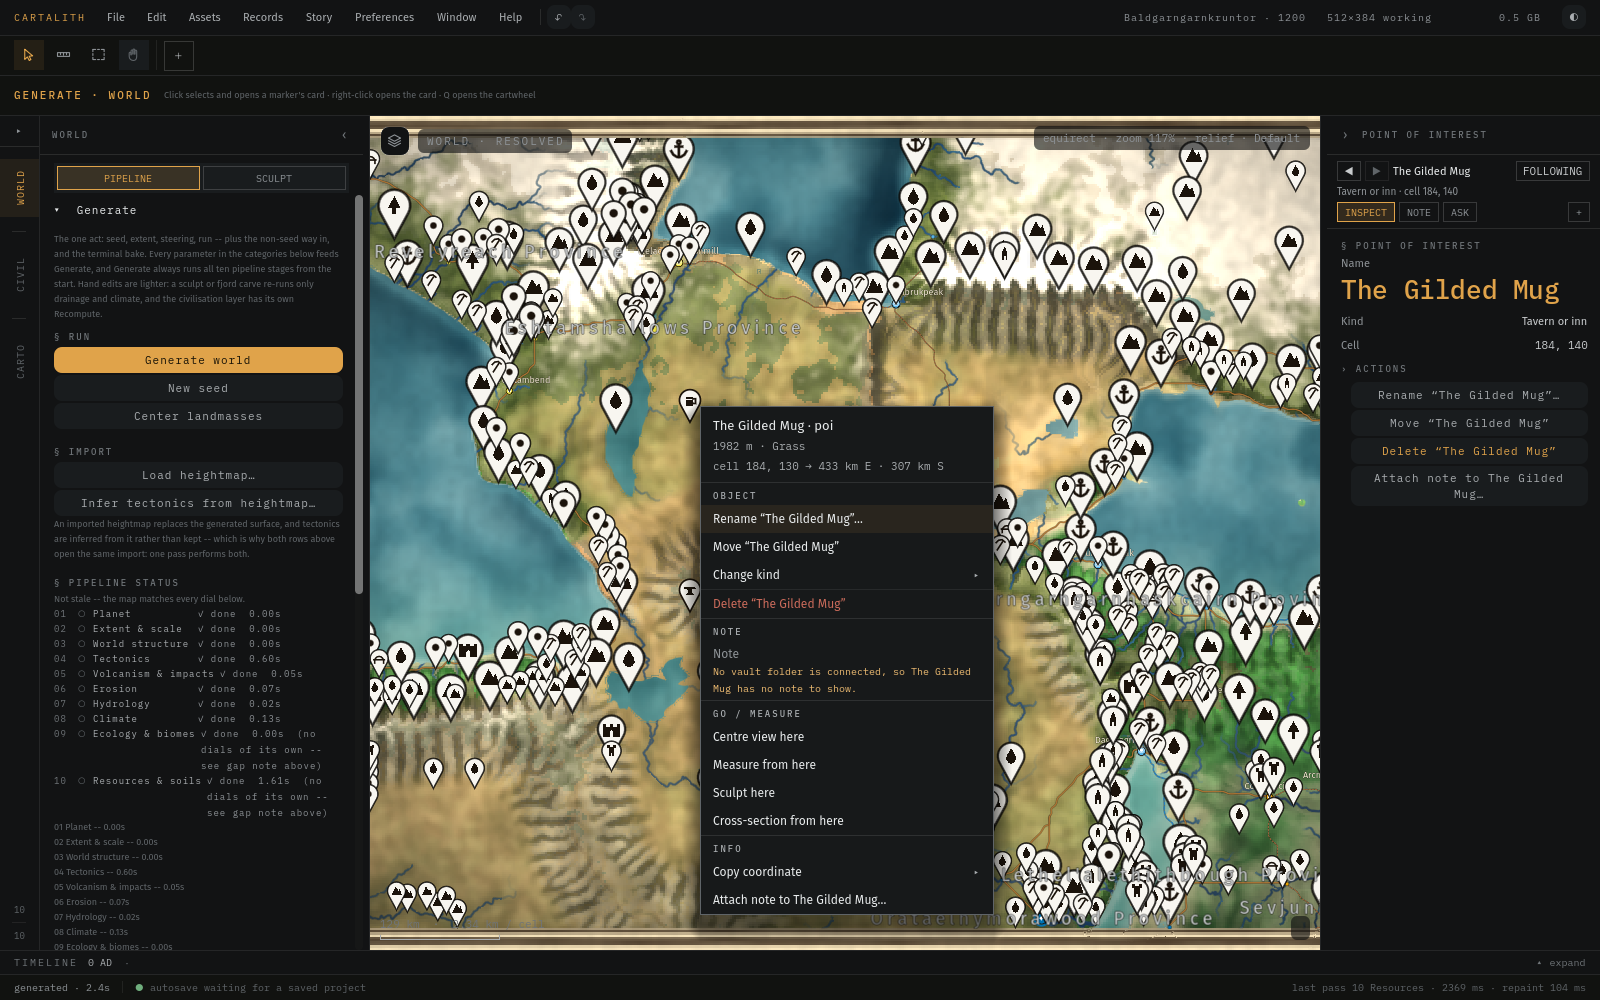 CARTALITH File Edit Assets Records Story Preferences Window Help
Baldgarngarnkruntor · 1200 512×384 working 0.5 GB
GENERATE · WORLD Click selects and opens a marker's card · right-click opens the card · Q opens the cartwheel
WORLD
CIVIL
CARTO
10
10
WORLD
PIPELINE SCULPT
Generate
The one act: seed, extent, steering, run -- plus the non-seed way in,
and the terminal bake. Every parameter in the categories below feeds
Generate, and Generate always runs all ten pipeline stages from the
start. Hand edits are lighter: a sculpt or fjord carve re-runs only
drainage and climate, and the civilisation layer has its own
Recompute.
§ RUN
Generate world
New seed
Center landmasses
§ IMPORT
Load heightmap…
Infer tectonics from heightmap…
An imported heightmap replaces the generated surface, and tectonics
are inferred from it rather than kept -- which is why both rows above
open the same import: one pass performs both.
§ PIPELINE STATUS
Not stale -- the map matches every dial below.
01 ○ Planet √ done 0.00s
02 ○ Extent & scale √ done 0.00s
03 ○ World structure √ done 0.00s
04 ○ Tectonics √ done 0.60s
05 ○ Volcanism & impacts √ done 0.05s
06 ○ Erosion √ done 0.07s
07 ○ Hydrology √ done 0.02s
08 ○ Climate √ done 0.13s
09 ○ Ecology & biomes √ done 0.00s (no
dials of its own --
see gap note above)
10 ○ Resources & soils √ done 1.61s (no
dials of its own --
see gap note above)
01 Planet -- 0.00s
02 Extent & scale -- 0.00s
03 World structure -- 0.00s
04 Tectonics -- 0.60s
05 Volcanism & impacts -- 0.05s
06 Erosion -- 0.07s
07 Hydrology -- 0.02s
08 Climate -- 0.13s
09 Ecology & biomes -- 0.00s
WORLD · RESOLVED
equirect · zoom 117% · relief · Default
Revelyreach Province
Eshtamshallows Province
brukpeak
ambend
Province
Sevjun
The Gilded Mug · poi
1982 m · Grass
cell 184, 130 → 433 km E · 307 km S
OBJECT
Rename “The Gilded Mug”…
Move “The Gilded Mug”
Change kind
Delete “The Gilded Mug”
NOTE
Note
No vault folder is connected, so The Gilded
Mug has no note to show.
GO / MEASURE
Centre view here
Measure from here
Sculpt here
Cross-section from here
INFO
Copy coordinate
Attach note to The Gilded Mug…
POINT OF INTEREST
The Gilded Mug FOLLOWING
Tavern or inn · cell 184, 140
INSPECT NOTE ASK +
§ POINT OF INTEREST
Name
The Gilded Mug
Kind Tavern or inn
Cell 184, 140
ACTIONS
Rename “The Gilded Mug”…
Move “The Gilded Mug”
Delete “The Gilded Mug”
Attach note to The Gilded
Mug…
TIMELINE 0 AD · expand
generated · 2.4s autosave waiting for a saved project
last pass 10 Resources · 2369 ms · repaint 104 ms